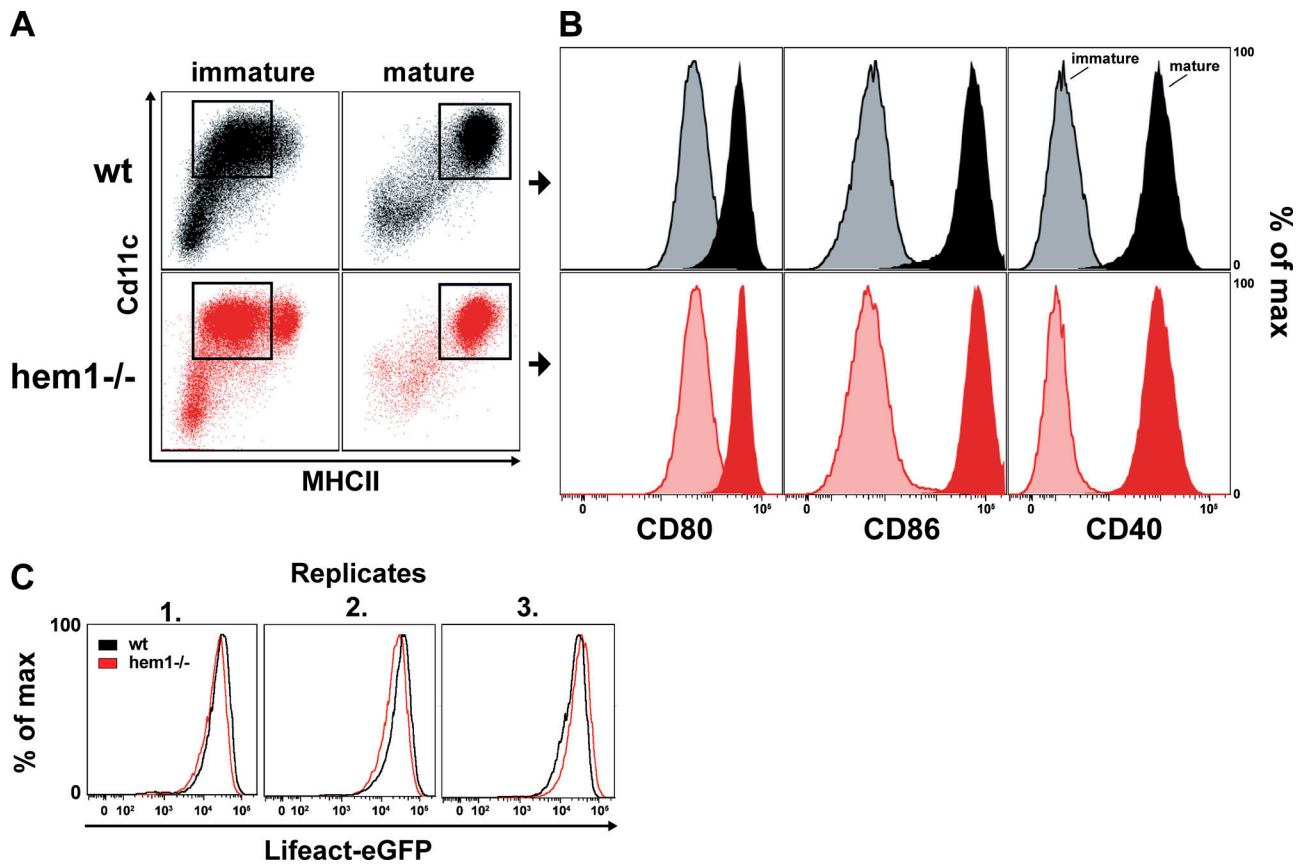 A
immature mature
wt
hem1-/-
Cd11c
MHCII
B
immature
mature
100
0
100
0
% of max
0 10⁵ 0 10⁵ 0 10⁵
CD80 CD86 CD40
C
Replicates
1. 2. 3.
100
wt
hem1-/-
% of max
0
0 10² 10³ 10⁴ 10⁵ 0 10² 10³ 10⁴ 10⁵ 0 10² 10³ 10⁴ 10⁵
Lifeact-eGFP